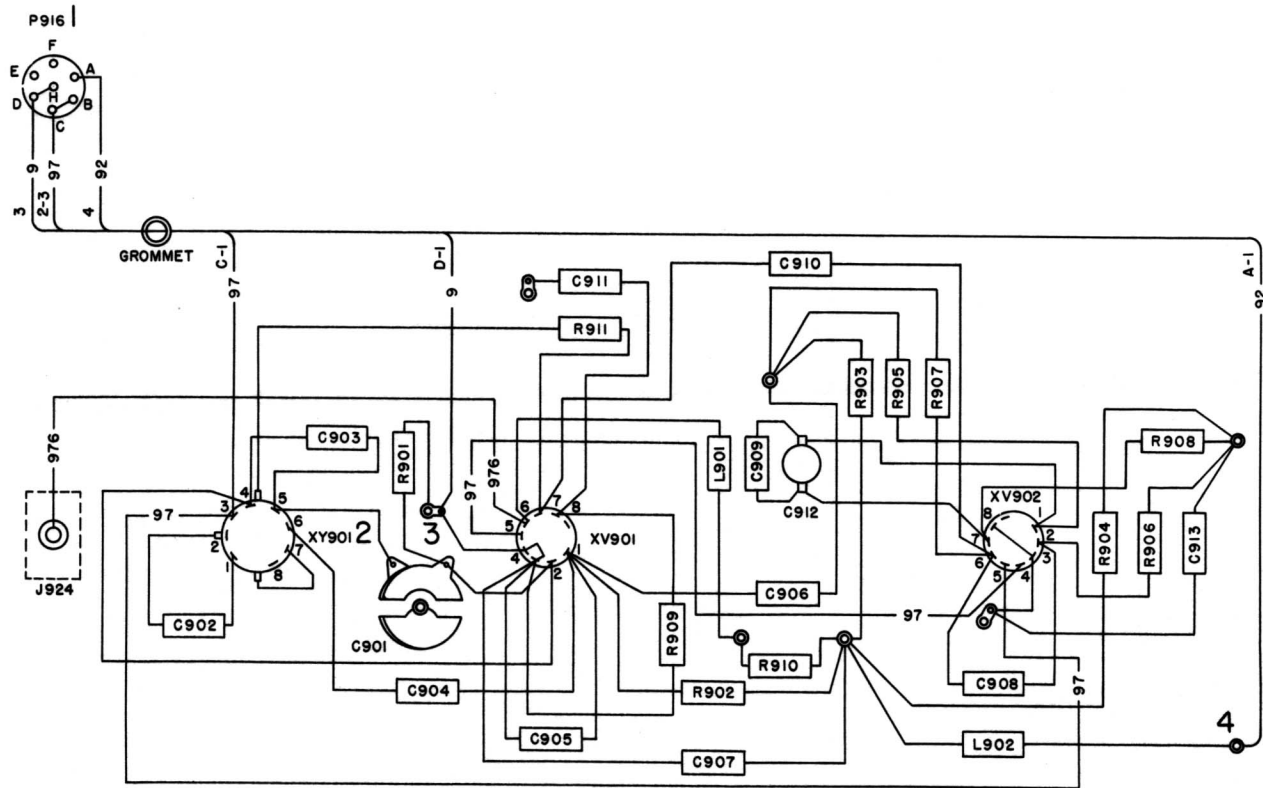 P916
F
E
A
H
D
B
C
9
97
92
3
2-3
4
GROMMET
C-1
D-1
A-1
97
9
92
C911
C910
R911
R903
R905
R907
976
C903
R901
976
97
L901
C909
C912
R904
R908
R906
C913
4
5
3
6
97
2
7
1
8
XY901
2
3
6
7
8
5
4
2
XV901
8
1
7
2
6
3
5
4
XV902
J924
C902
C901
R909
C906
97
R910
C904
R902
C908
97
C905
C907
L902
4